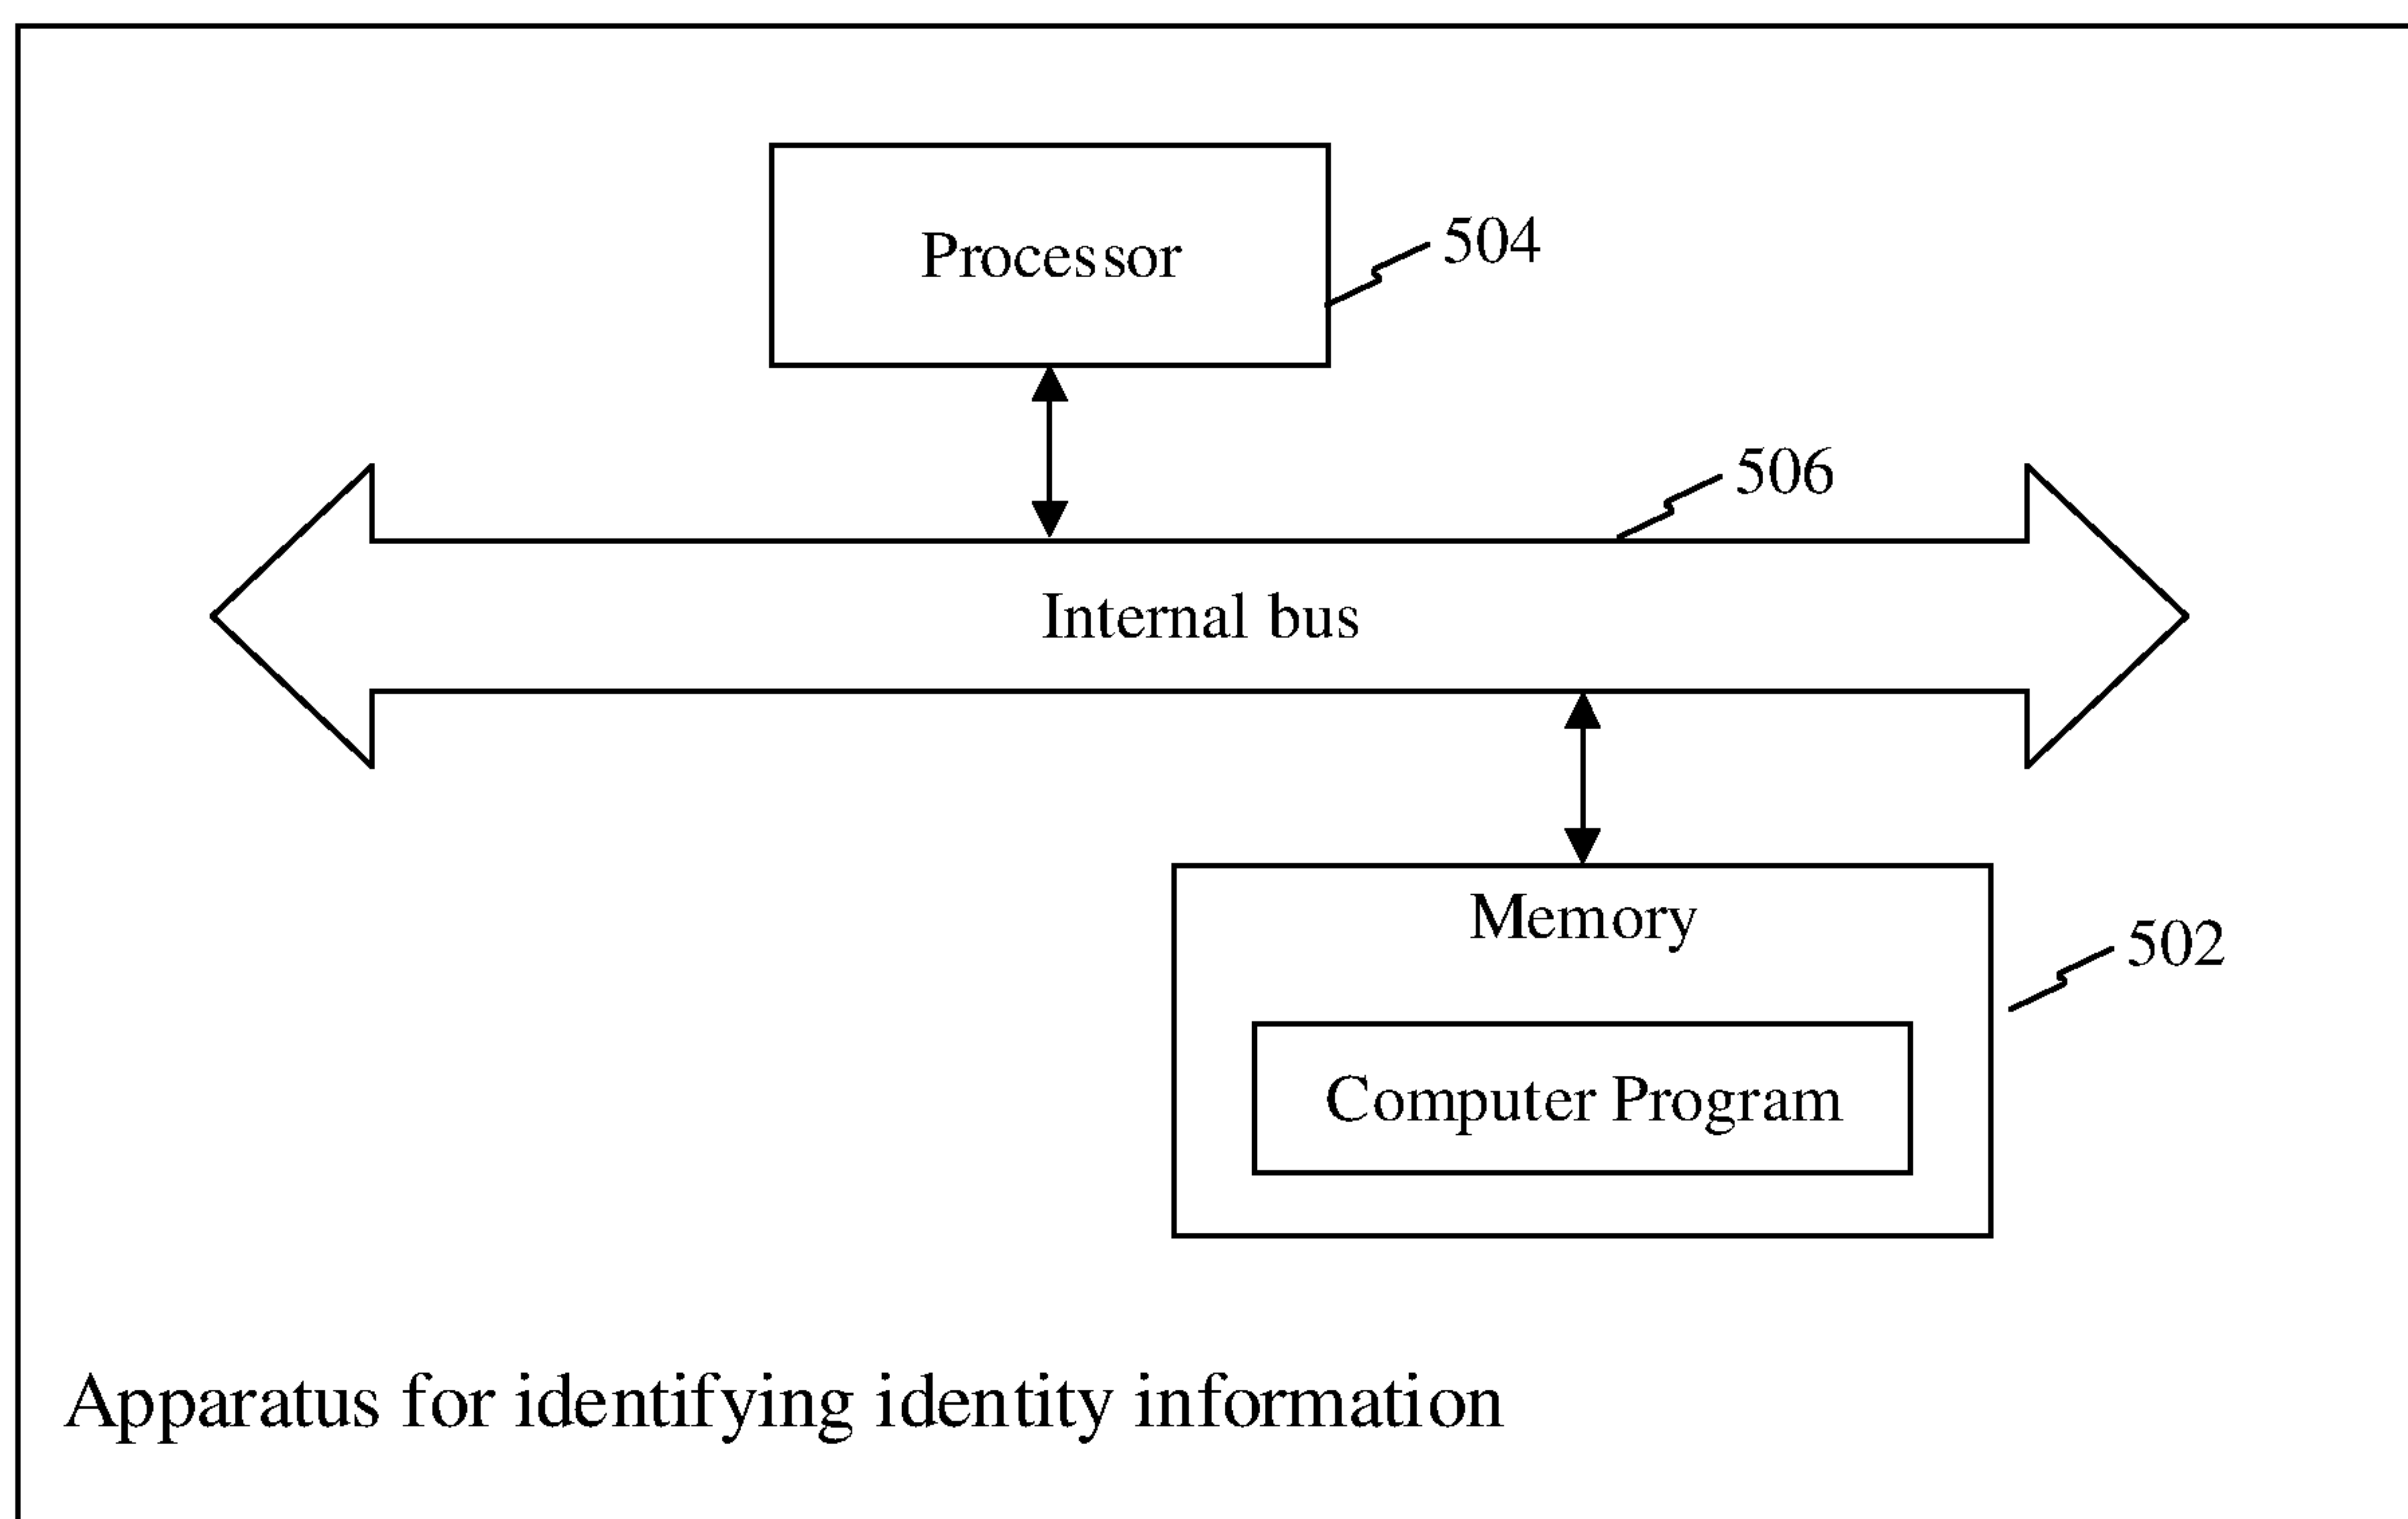 Processor
504
506
Internal bus
Memory
502
Computer Program
Apparatus for identifying identity information